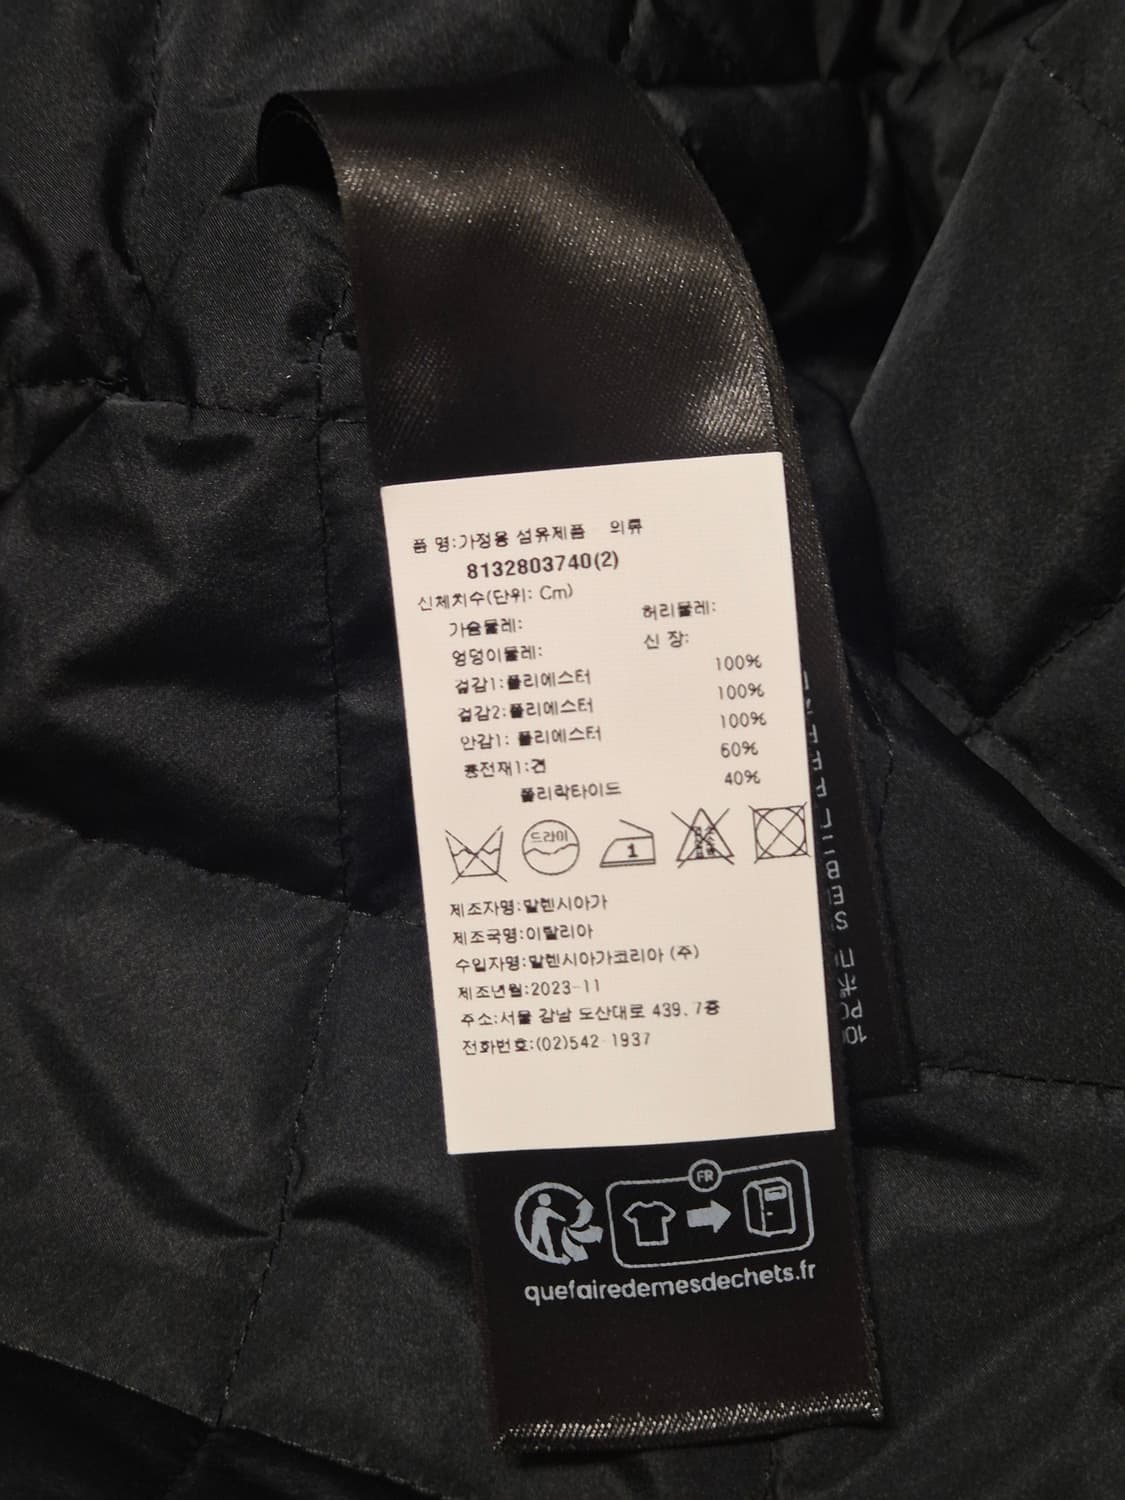 품 명:가정용 섬유제품 의류
8132803740(2)
신체치수(단위: Cm)
가슴둘레: 허리둘레:
엉덩이둘레: 신 장:
겉감1:폴리에스터 100%
겉감2:폴리에스터 100%
안감1: 폴리에스터 100%
충전재1:견 60%
폴리락타이드 40%
드라이
1
제조자명:발렌시아가
제조국명:이탈리아
수입자명:발렌시아가코리아 (주)
제조년월:2023-11
주소:서울 강남 도산대로 439, 7층
전화번호:(02)542-1937
FR
quefairedemesdechets.fr